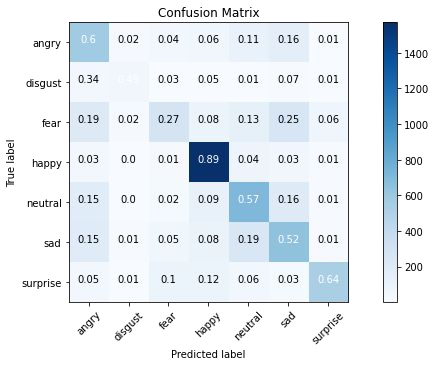 Confusion Matrix
True label
angry 0.6 0.02 0.04 0.06 0.11 0.16 0.01
disgust 0.34 0.49 0.03 0.05 0.01 0.07 0.01
fear 0.19 0.02 0.27 0.08 0.13 0.25 0.06
happy 0.03 0.0 0.01 0.89 0.04 0.03 0.01
neutral 0.15 0.0 0.02 0.09 0.57 0.16 0.01
sad 0.15 0.01 0.05 0.08 0.19 0.52 0.01
surprise 0.05 0.01 0.1 0.12 0.06 0.03 0.64
angry disgust fear happy neutral sad surprise
Predicted label
1400
1200
1000
800
600
400
200